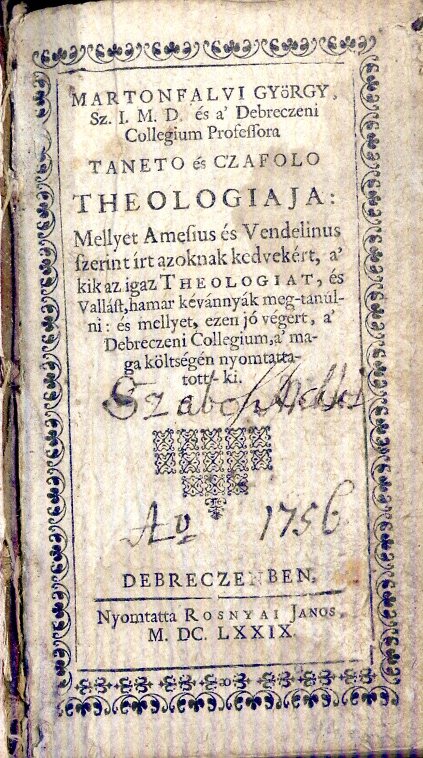 MARTONFALVI GYöRGY,
Sz. I. M. D. és a' Debreczeni
Collegium Profeſſora
TANETO és CZAFOLO
THEOLOGIAJA:
Mellyet Ameſius és Vendelinus
ſzerint írt azoknak kedvekért, a'
kik az igaz THEOLOGIAT, és
Valláſt, hamar kévánnyák meg-tanúl-
ni: és mellyet, ezen jó végert, a'
Debreczeni Collegium, a' ma-
ga költségén nyomtatta-
tott-ki.
Szabo
Ao 1756
DEBRECZENBEN,
Nyomtatta ROSNYAI JANOS,
M. DC. LXXIX.